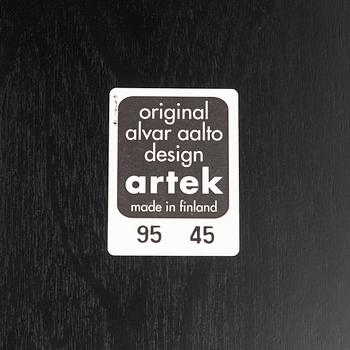 original
alvar aalto
design
artek
made in finland
95 45